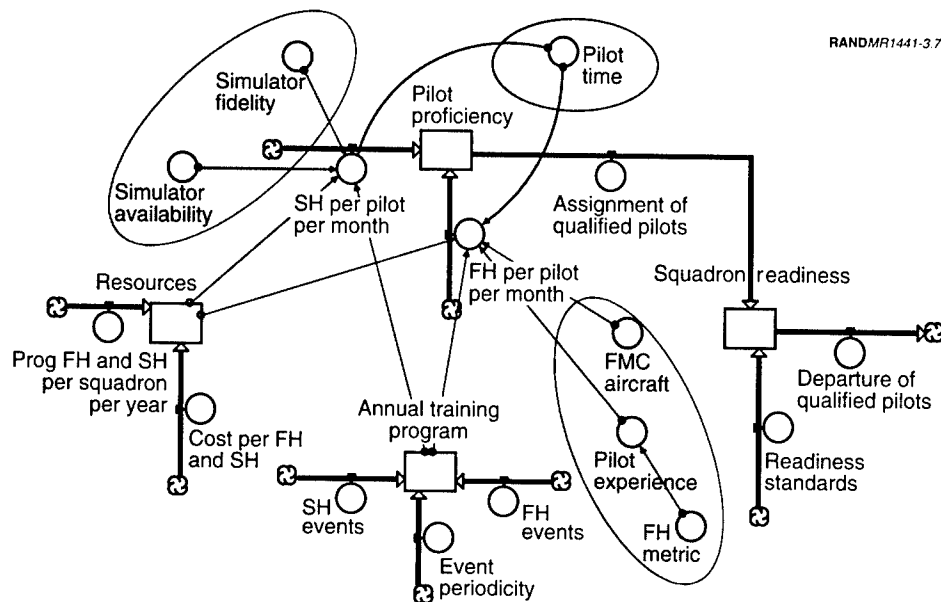 RANDMR1441-3.7
Simulator
fidelity
Pilot
time
Pilot
proficiency
Simulator
availability
SH per pilot
per month
Assignment of
qualified pilots
FH per pilot
per month
Squadron readiness
Resources
Prog FH and SH
per squadron
per year
FMC
aircraft
Departure of
qualified pilots
Annual training
program
Cost per FH
and SH
Pilot
experience
Readiness
standards
SH
events
FH
events
FH
metric
Event
periodicity